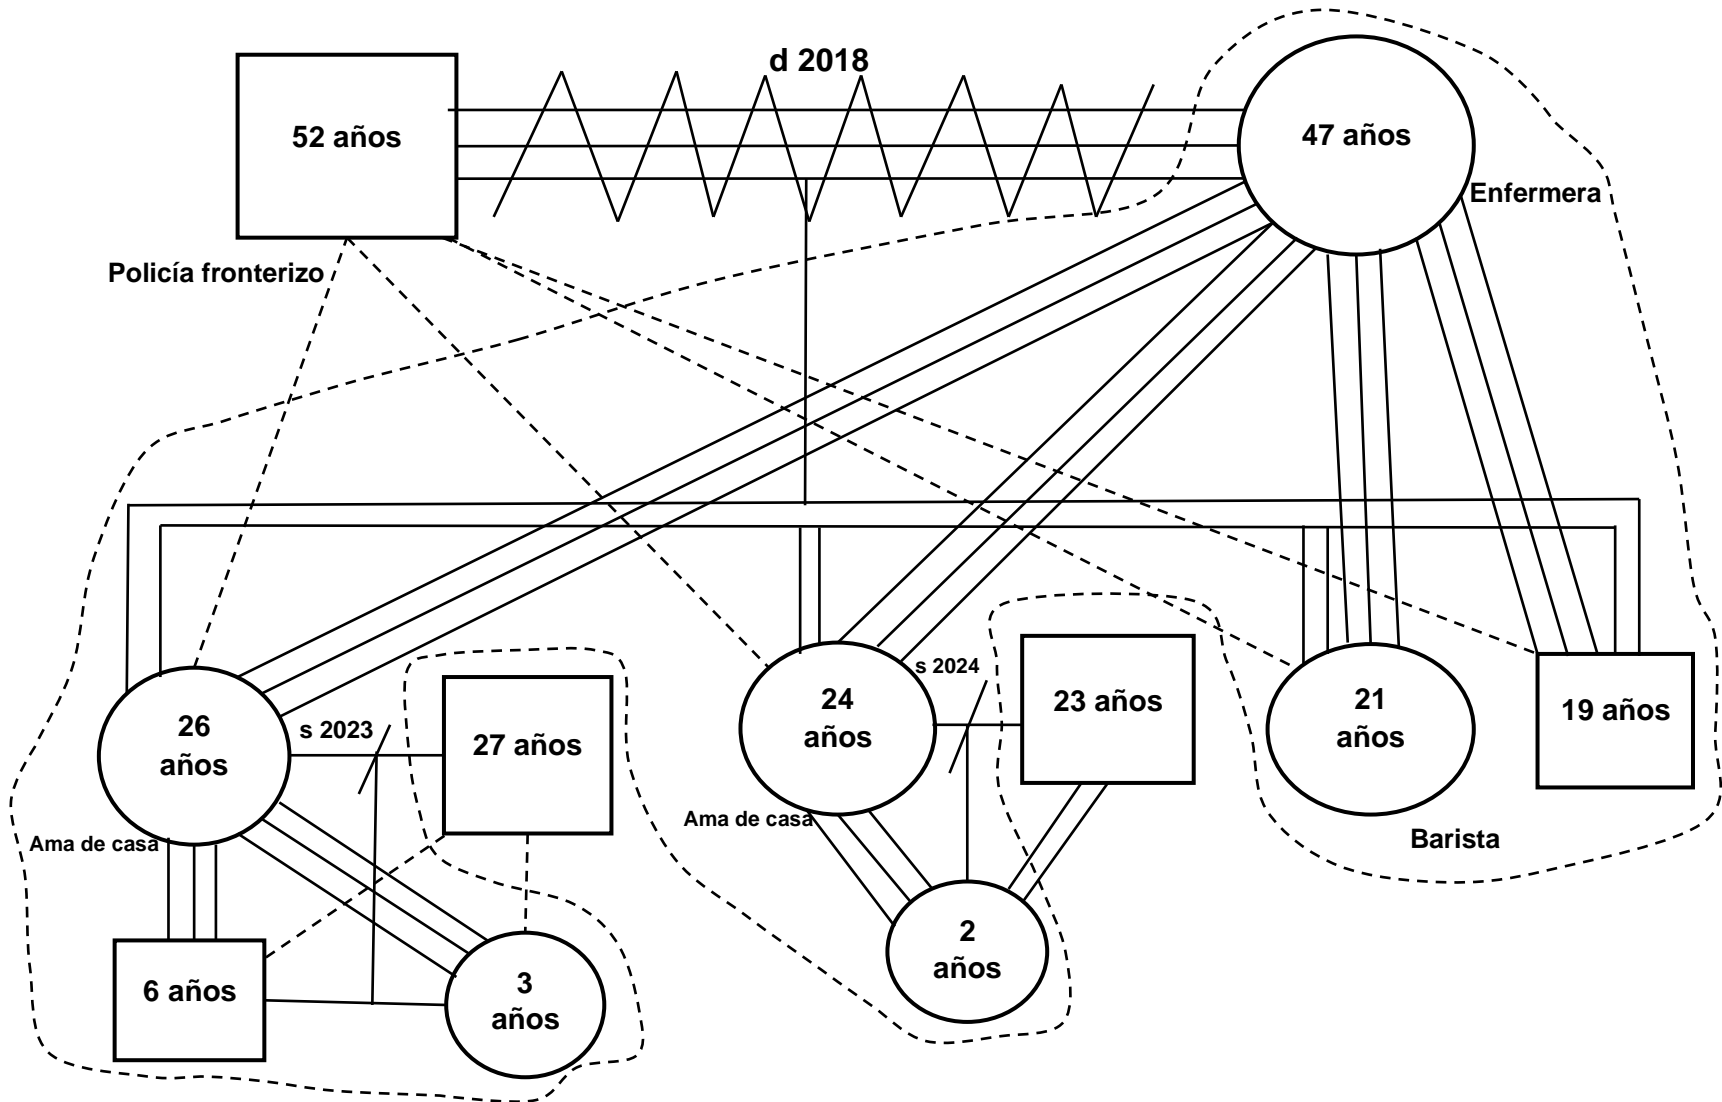 d 2018
52 años
47 años
Enfermera
Policía fronterizo
s 2024
24
años
23 años
21
años
19 años
26
años
s 2023
27 años
Ama de casa
Ama de casa
Barista
2
años
6 años
3
años